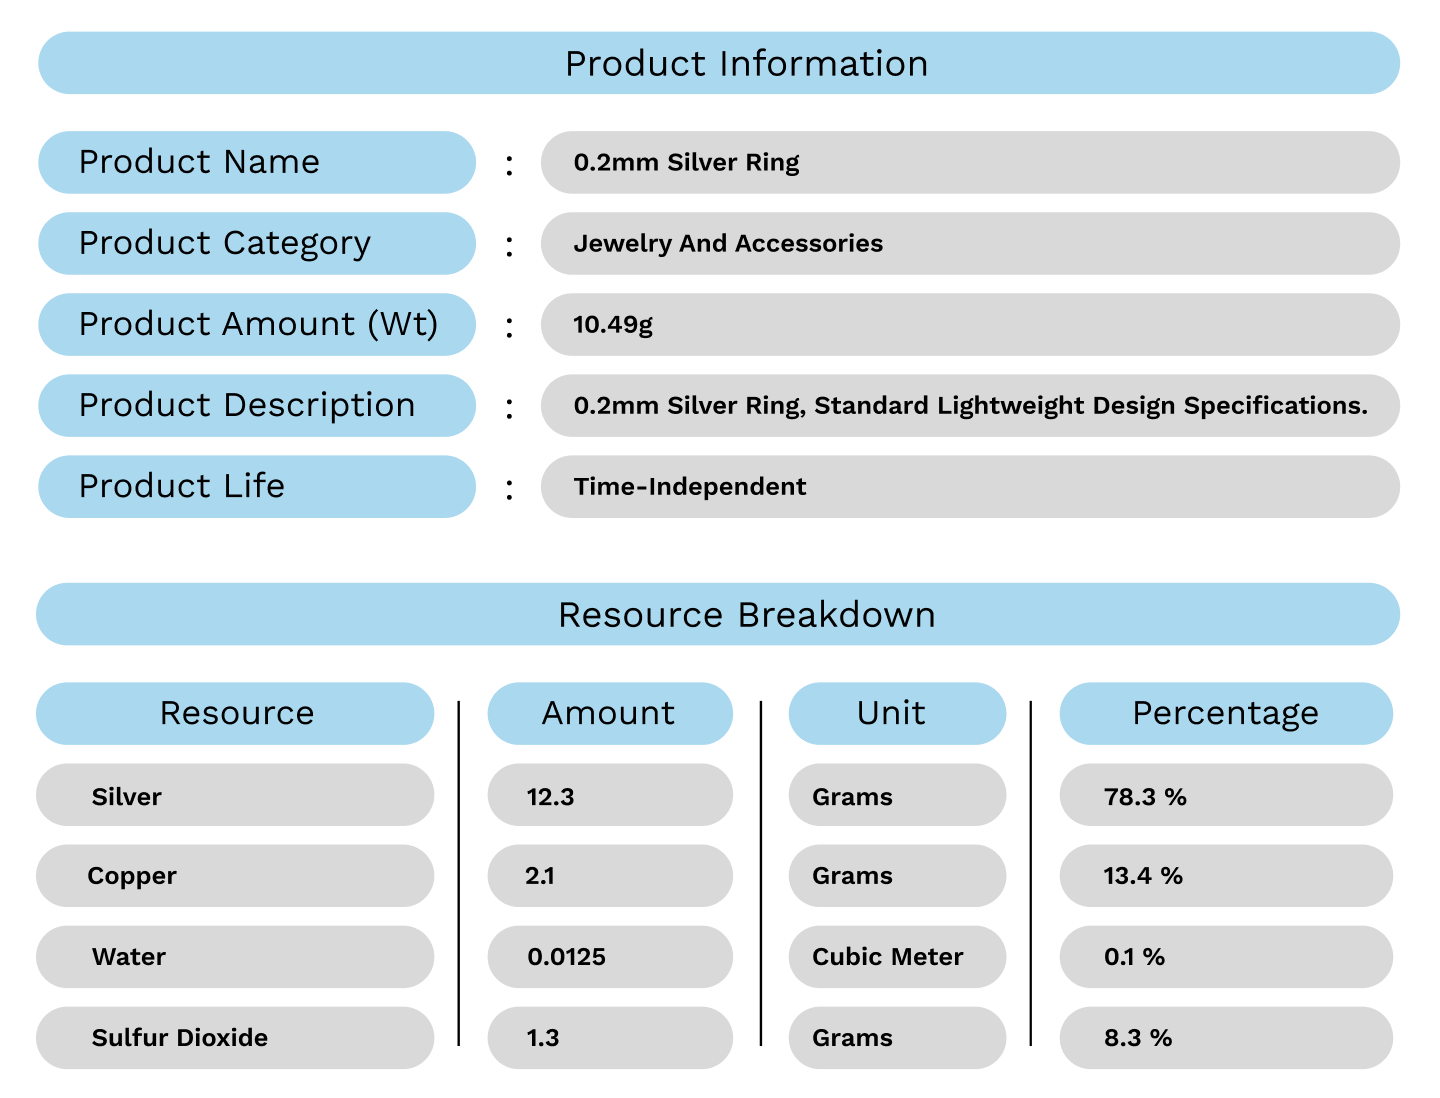 Product Information
Product Name : 0.2mm Silver Ring
Product Category : Jewelry And Accessories
Product Amount (Wt) : 10.49g
Product Description : 0.2mm Silver Ring, Standard Lightweight Design Specifications.
Product Life : Time-Independent
Resource Breakdown
Resource Amount Unit Percentage
Silver 12.3 Grams 78.3 %
Copper 2.1 Grams 13.4 %
Water 0.0125 Cubic Meter 0.1 %
Sulfur Dioxide 1.3 Grams 8.3 %